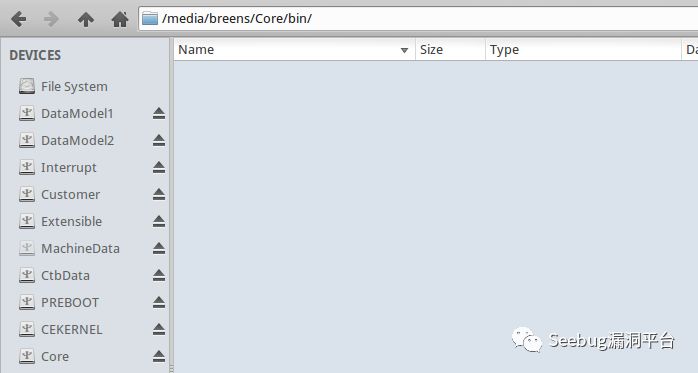 /media/breens/Core/bin/
DEVICES
Name Size Type Da
File System
DataModel1
DataModel2
Interrupt
Customer
Extensible
MachineData
CtbData
PREBOOT
CEKERNEL
Core
Seebug漏洞平台